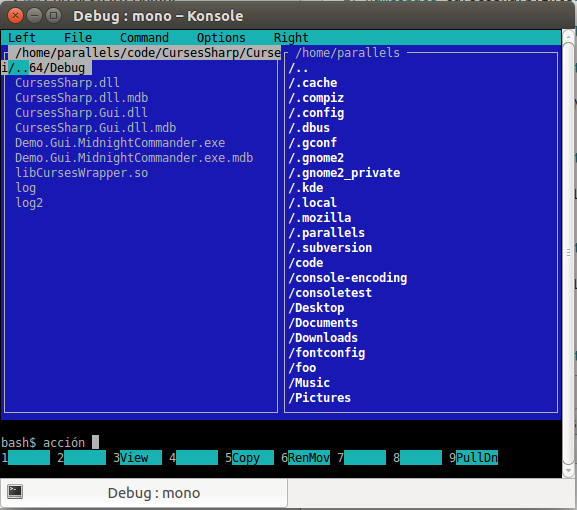 Debug : mono – Konsole
Left File Command Options Right
/home/parallels/code/CursesSharp/Curse
i/..64/Debug
CursesSharp.dll
CursesSharp.dll.mdb
CursesSharp.Gui.dll
CursesSharp.Gui.dll.mdb
Demo.Gui.MidnightCommander.exe
Demo.Gui.MidnightCommander.exe.mdb
libCursesWrapper.so
log
log2
/home/parallels
/..
/.cache
/.compiz
/.config
/.dbus
/.gconf
/.gnome2
/.gnome2_private
/.kde
/.local
/.mozilla
/.parallels
/.subversion
/code
/console-encoding
/consoletest
/Desktop
/Documents
/Downloads
/fontconfig
/foo
/Music
/Pictures
bash$ acción
1 2 3View 4 5Copy 6RenMov 7 8 9PullDn
Debug : mono